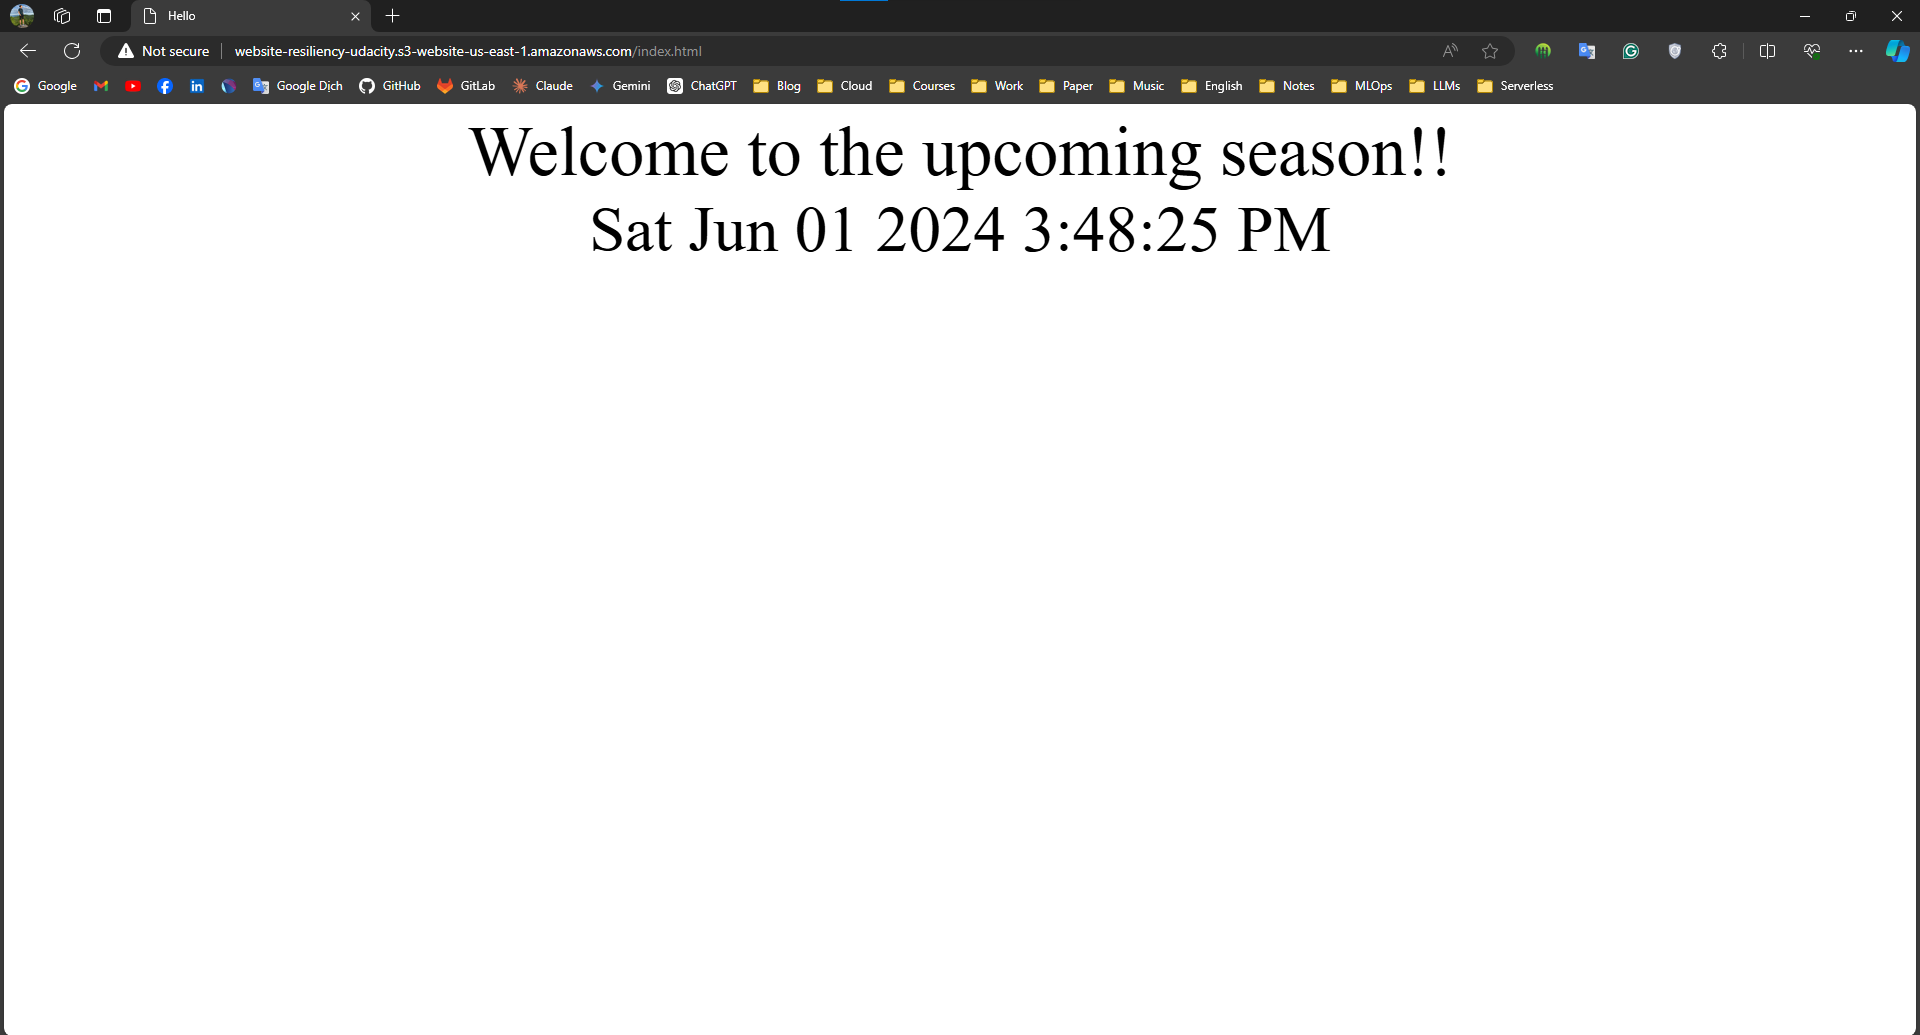 Hello
Not secure
website-resiliency-udacity.s3-website-us-east-1.amazonaws.com/index.html
Google Google Dịch GitHub GitLab Claude Gemini ChatGPT Blog Cloud Courses Work Paper Music English Notes MLOps LLMs Serverless
Welcome to the upcoming season!!
Sat Jun 01 2024 3:48:25 PM